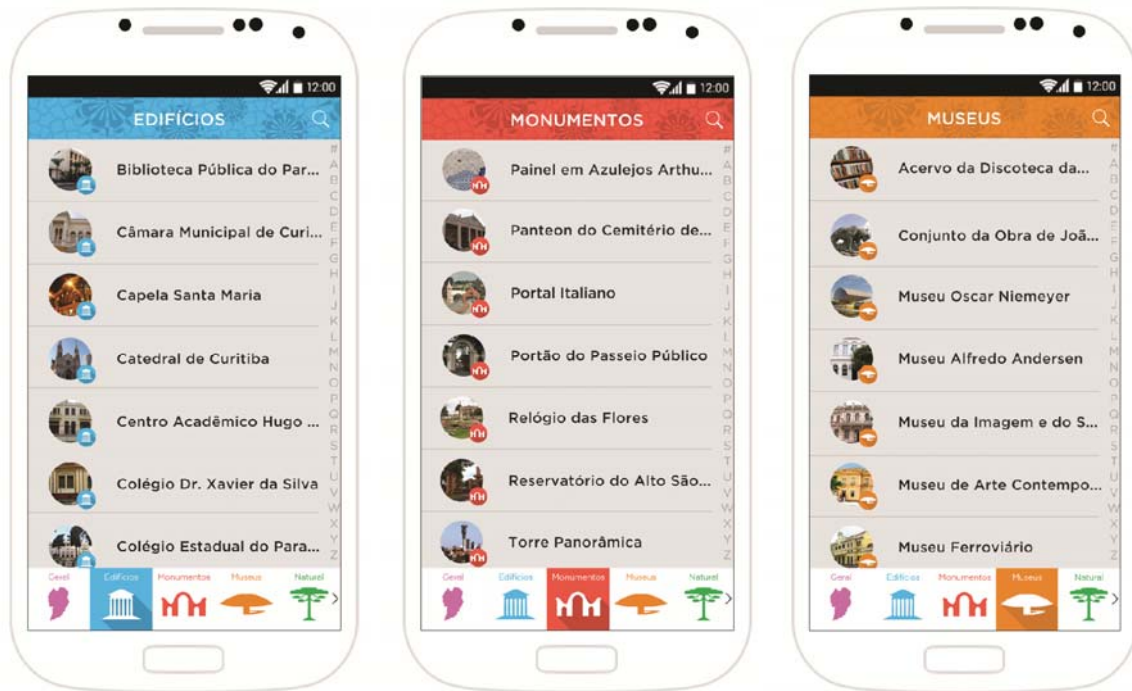 12:00
EDIFÍCIOS
Biblioteca Pública do Par...
Câmara Municipal de Curi...
Capela Santa Maria
Catedral de Curitiba
Centro Acadêmico Hugo ...
Colégio Dr. Xavier da Silva
Colégio Estadual do Para...
#
A
B
C
D
E
F
G
H
I
J
K
L
M
N
O
P
Q
R
S
T
U
V
W
X
Y
Z
Geral
Edifícios
Monumentos
Museus
Natural
12:00
MONUMENTOS
Painel em Azulejos Arthu...
Panteon do Cemitério de...
Portal Italiano
Portão do Passeio Público
Relógio das Flores
Reservatório do Alto São...
Torre Panorâmica
#
A
B
C
D
E
F
G
H
I
J
K
L
M
N
O
P
Q
R
S
T
U
V
W
X
Y
Z
Geral
Edifícios
Monumentos
Museus
Natural
12:00
MUSEUS
Acervo da Discoteca da...
Conjunto da Obra de Joã...
Museu Oscar Niemeyer
Museu Alfredo Andersen
Museu da Imagem e do S...
Museu de Arte Contempo...
Museu Ferroviário
#
A
B
C
D
E
F
G
H
I
J
K
L
M
N
O
P
Q
R
S
T
U
V
W
X
Y
Z
Geral
Edifícios
Monumentos
Museus
Natural